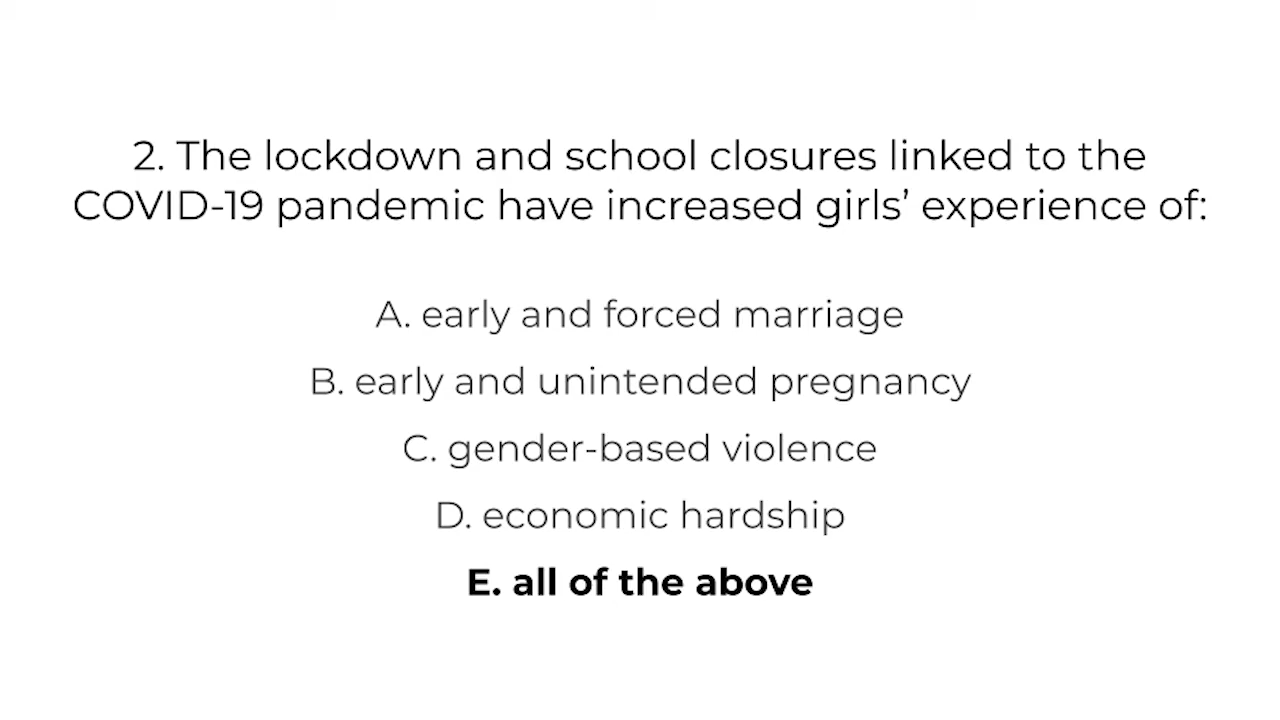 2. The lockdown and school closures linked to the
COVID-19 pandemic have increased girls’ experience of:
A. early and forced marriage
B. early and unintended pregnancy
C. gender-based violence
D. economic hardship
E. all of the above